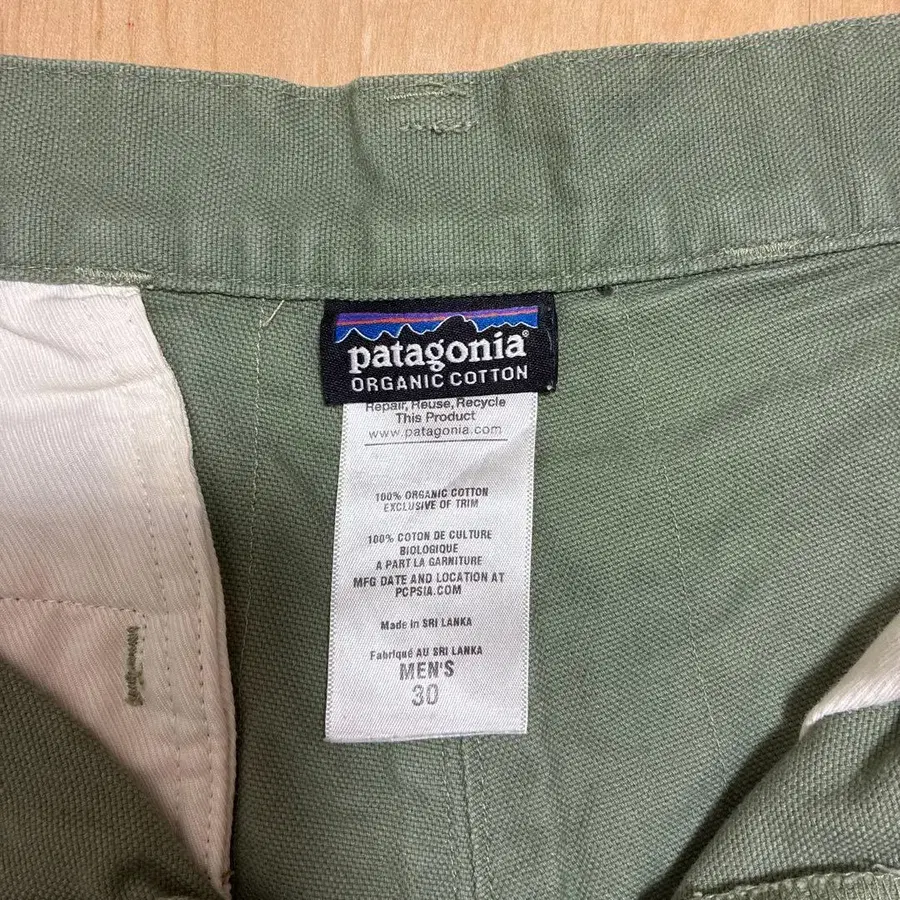 patagonia®
ORGANIC COTTON
Repair, Reuse, Recycle
This Product
www.patagonia.com
100% ORGANIC COTTON
EXCLUSIVE OF TRIM
100% COTON DE CULTURE
BIOLOGIQUE
A PART LA GARNITURE
MFG DATE AND LOCATION AT
PCPSIA.COM
Made in SRI LANKA
Fabriqué AU SRI LANKA
MEN'S
30